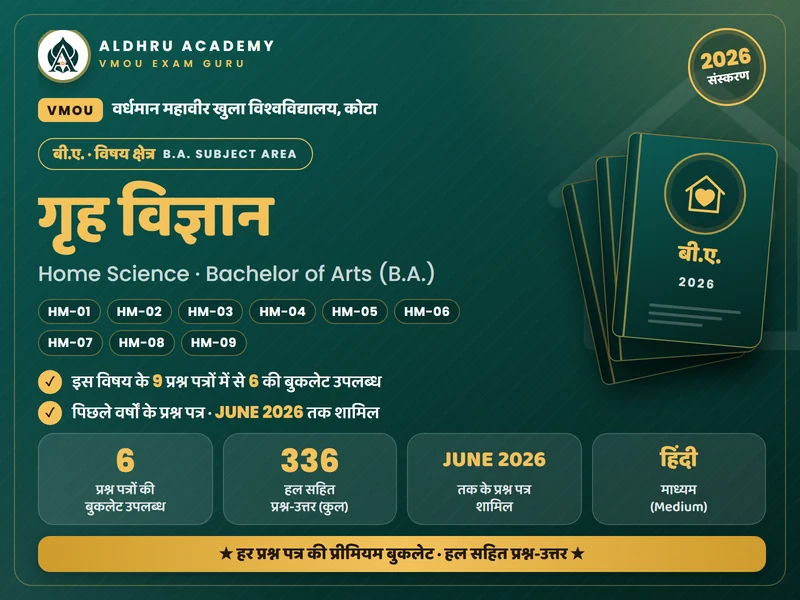 ALDHRU ACADEMY
VMOU EXAM GURU
2026
संस्करण
VMOU वर्धमान महावीर खुला विश्वविद्यालय, कोटा
बी.ए. · विषय क्षेत्र B.A. SUBJECT AREA
गृह विज्ञान
Home Science · Bachelor of Arts (B.A.)
HM-01 HM-02 HM-03 HM-04 HM-05 HM-06
HM-07 HM-08 HM-09
बी.ए.
2026
✓ इस विषय के 9 प्रश्न पत्रों में से 6 की बुकलेट उपलब्ध
✓ पिछले वर्षों के प्रश्न पत्र · JUNE 2026 तक शामिल
6
प्रश्न पत्रों की
बुकलेट उपलब्ध
336
हल सहित
प्रश्न-उत्तर (कुल)
JUNE 2026
तक के प्रश्न पत्र
शामिल
हिंदी
माध्यम
(Medium)
★ हर प्रश्न पत्र की प्रीमियम बुकलेट · हल सहित प्रश्न-उत्तर ★